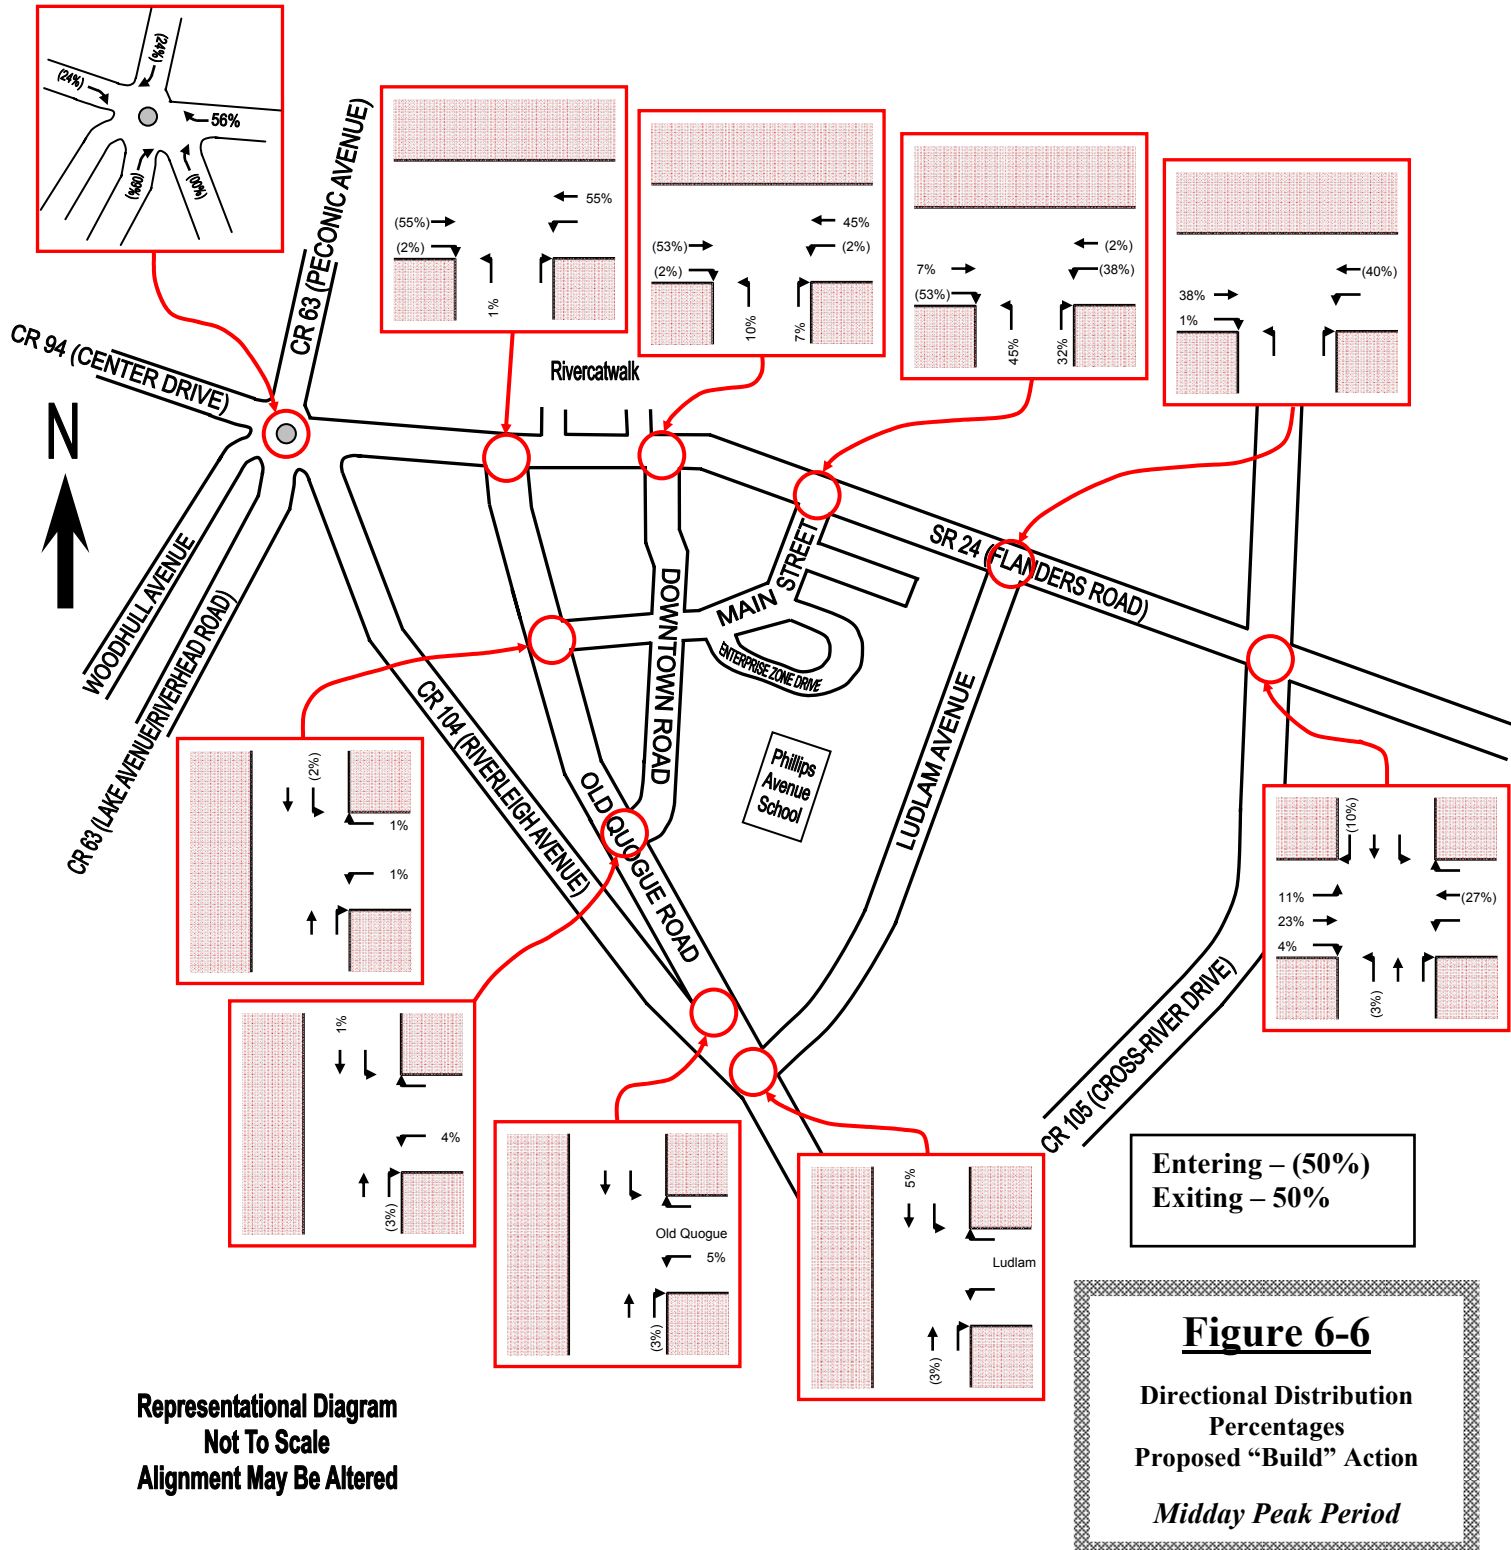 (24%)
(24%)
56%
(09%)
(00%)
(55%)
(2%)
55%
1%
(53%)
(2%)
45%
(2%)
10%
7%
7%
(53%)
(2%)
(38%)
45%
32%
38%
1%
(40%)
CR 94 (CENTER DRIVE)
CR 63 (PECONIC AVENUE)
Rivercatwalk
N
WOODHULL AVENUE
CR 63 (LAKE AVENUE/RIVERHEAD ROAD)
CR 104 (RIVERLEIGH AVENUE)
OLD QUOGUE ROAD
DOWNTOWN ROAD
MAIN STREET
ENTERPRISE ZONE DRIVE
SR 24 (FLANDERS ROAD)
LUDLAM AVENUE
CR 105 (CROSS-RIVER DRIVE)
Phillips
Avenue
School
(2%)
1%
1%
1%
4%
(3%)
Old Quogue
5%
(3%)
5%
Ludlam
(3%)
(10%)
11%
23%
4%
(27%)
(3%)
Entering – (50%)
Exiting – 50%
Representational Diagram
Not To Scale
Alignment May Be Altered
Figure 6-6
Directional Distribution
Percentages
Proposed “Build” Action
Midday Peak Period